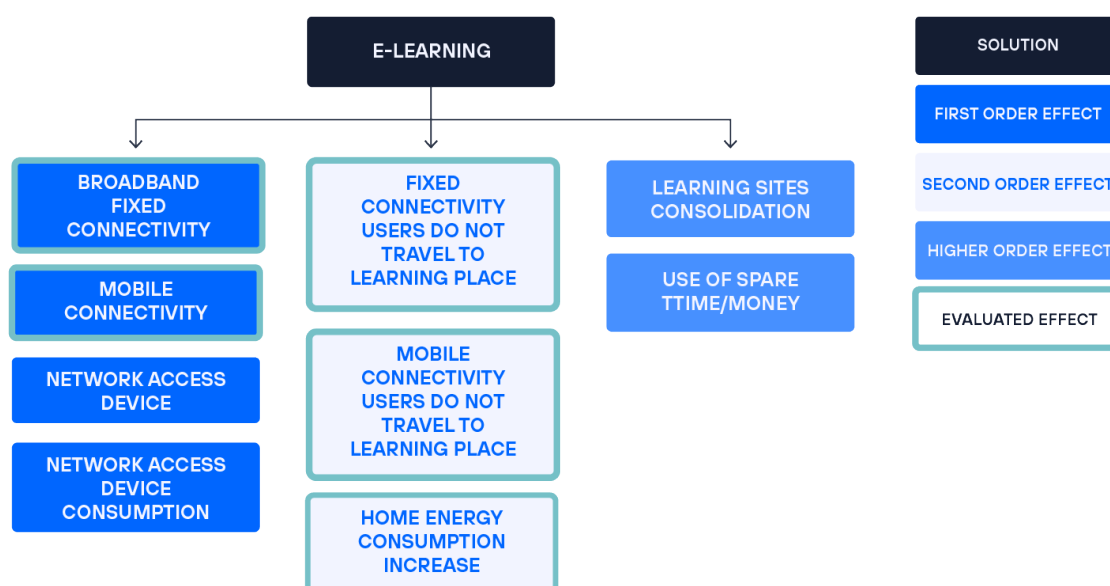 E-LEARNING
BROADBAND
FIXED
CONNECTIVITY
MOBILE
CONNECTIVITY
NETWORK ACCESS
DEVICE
NETWORK ACCESS
DEVICE
CONSUMPTION
FIXED
CONNECTIVITY
USERS DO NOT
TRAVEL TO
LEARNING PLACE
MOBILE
CONNECTIVITY
USERS DO NOT
TRAVEL TO
LEARNING PLACE
HOME ENERGY
CONSUMPTION
INCREASE
LEARNING SITES
CONSOLIDATION
USE OF SPARE
TTIME/MONEY
SOLUTION
FIRST ORDER EFFECT
SECOND ORDER EFFECT
HIGHER ORDER EFFECT
EVALUATED EFFECT